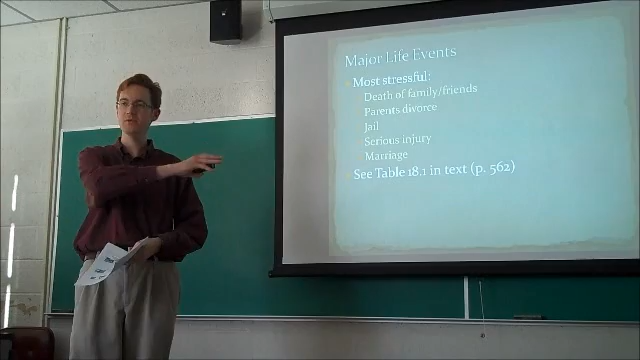 Major Life Events
Most stressful:
Death of family/friends
Parents divorce
Jail
Serious injury
Marriage
See Table 18.1 in text (p. 562)